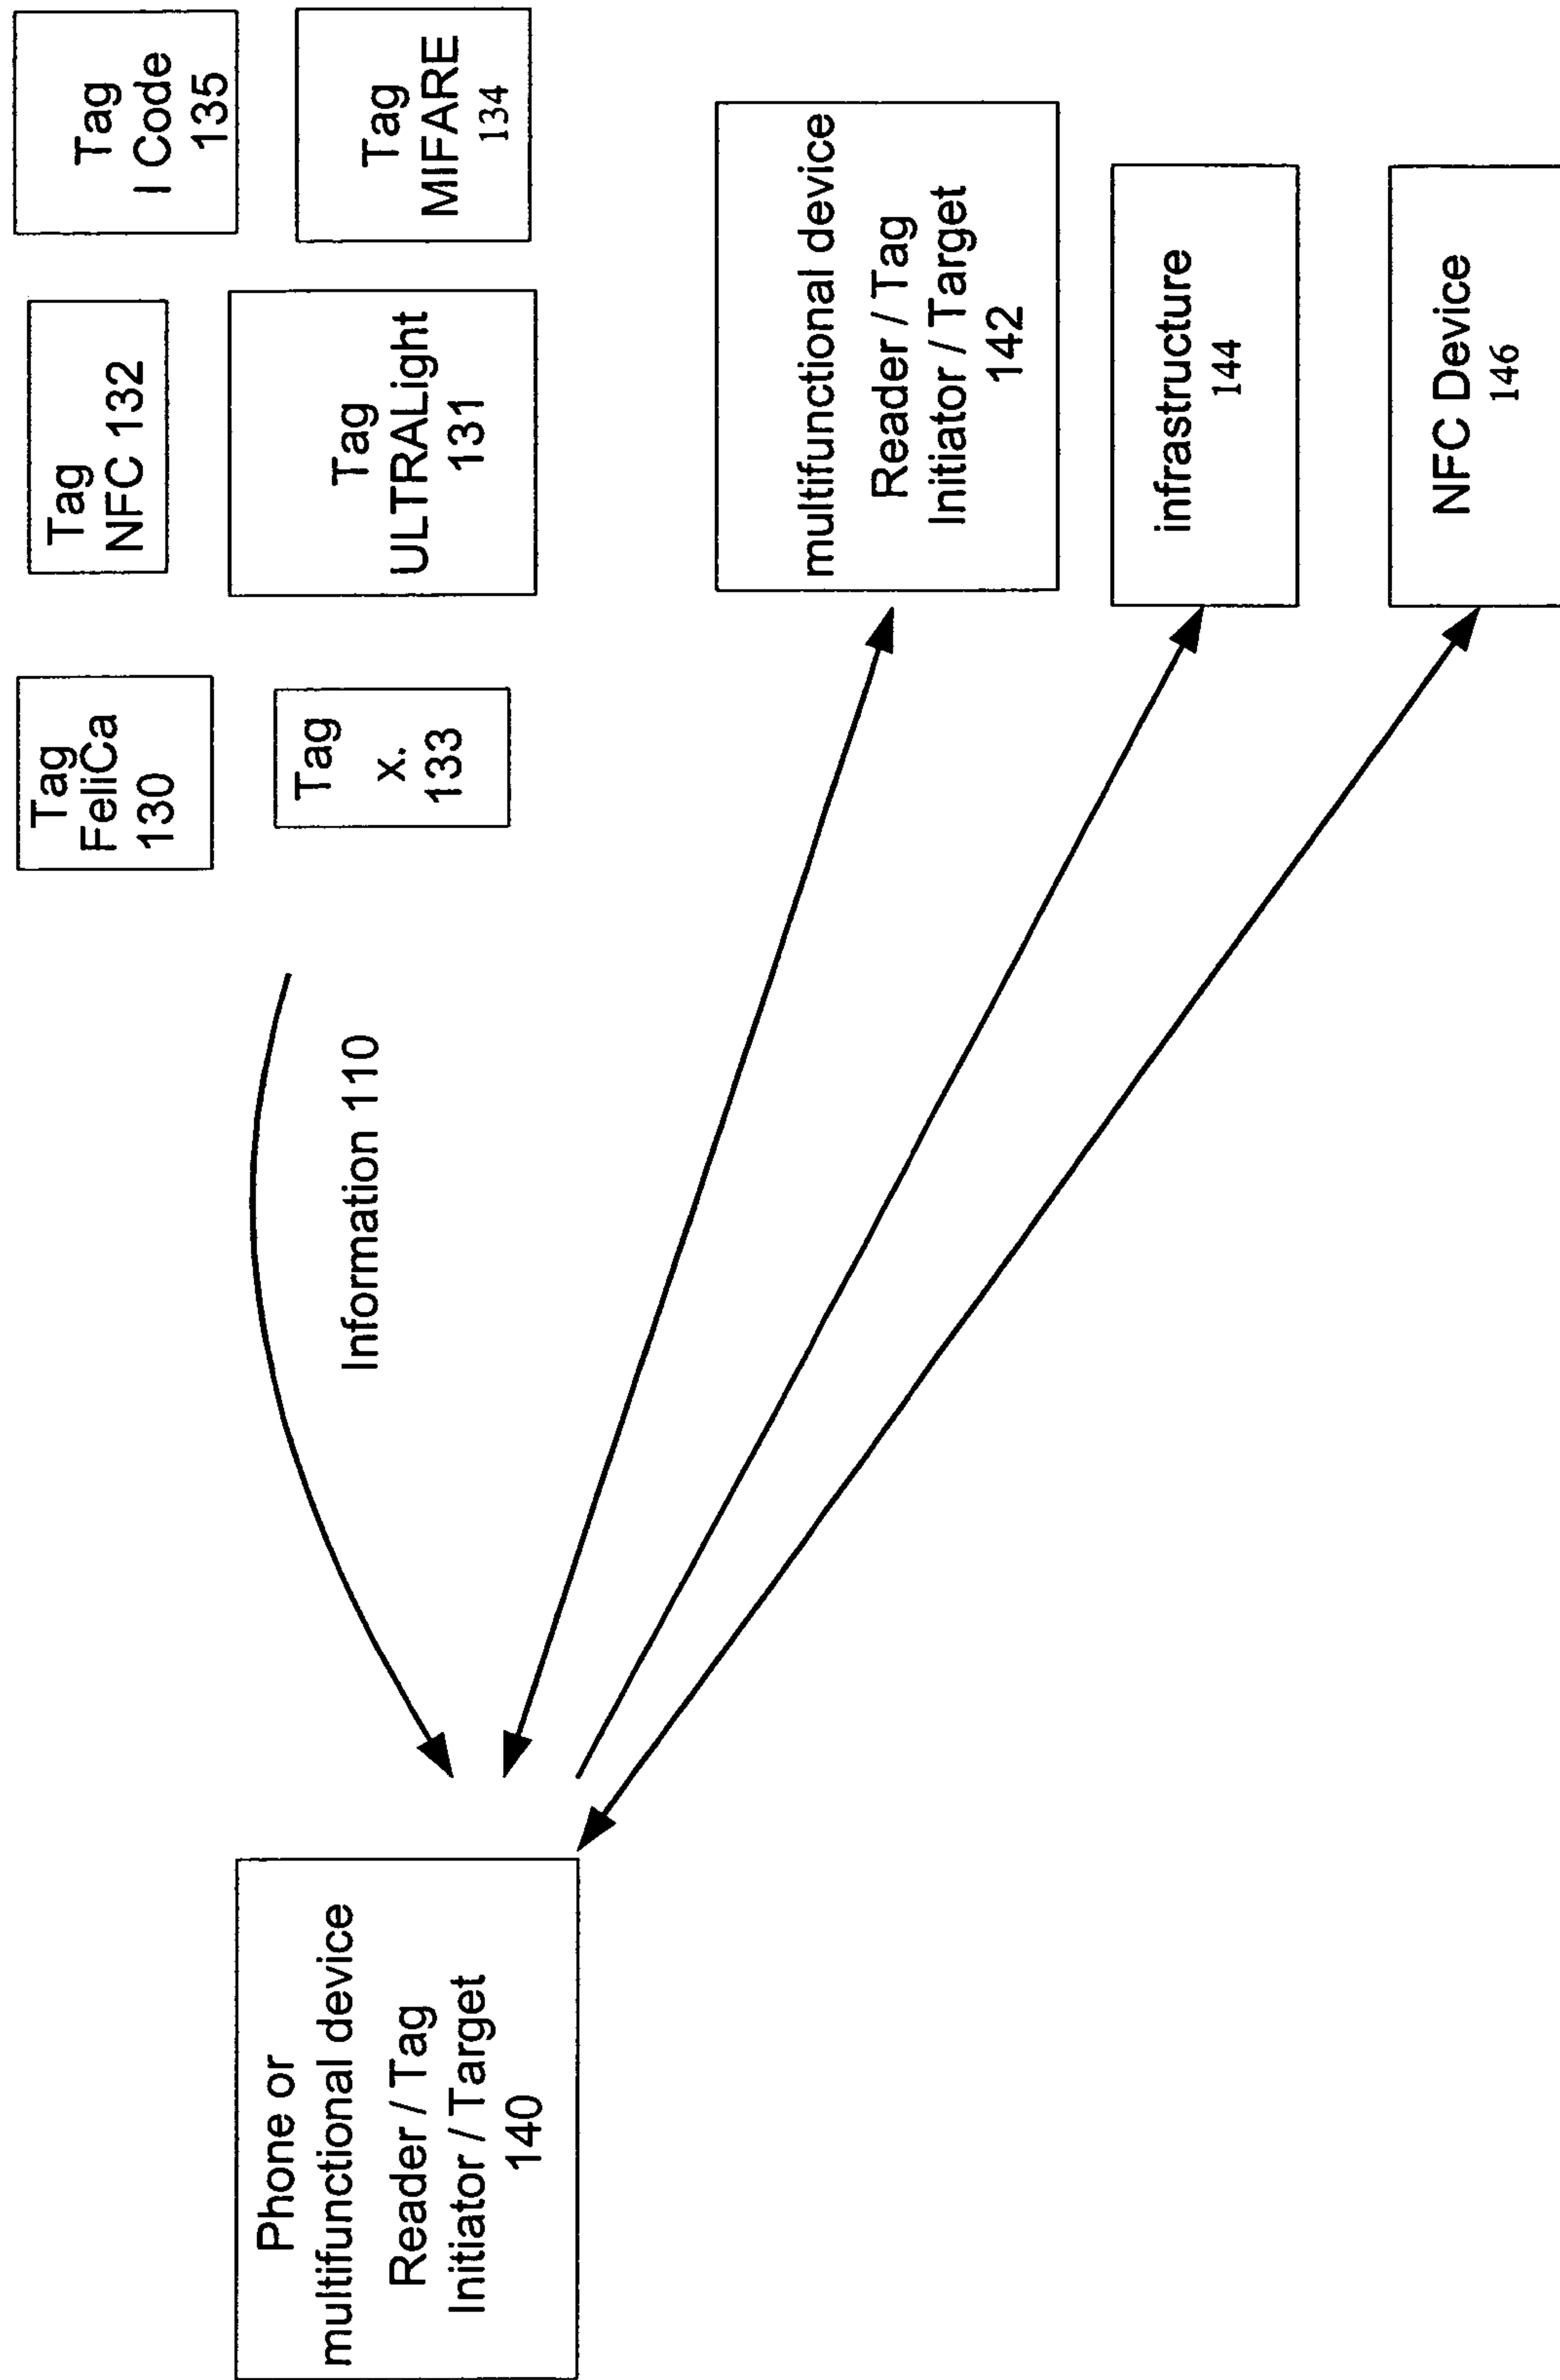 Tag
FeliCa
130
Tag
NFC 132
Tag
I Code
135
Tag
x.
133
Tag
ULTRALight
131
Tag
MIFARE
134
Information 110
Phone or
multifunctional device
Reader / Tag
Initiator / Target
140
multifunctional device
Reader / Tag
Initiator / Target
142
infrastructure
144
NFC Device
146